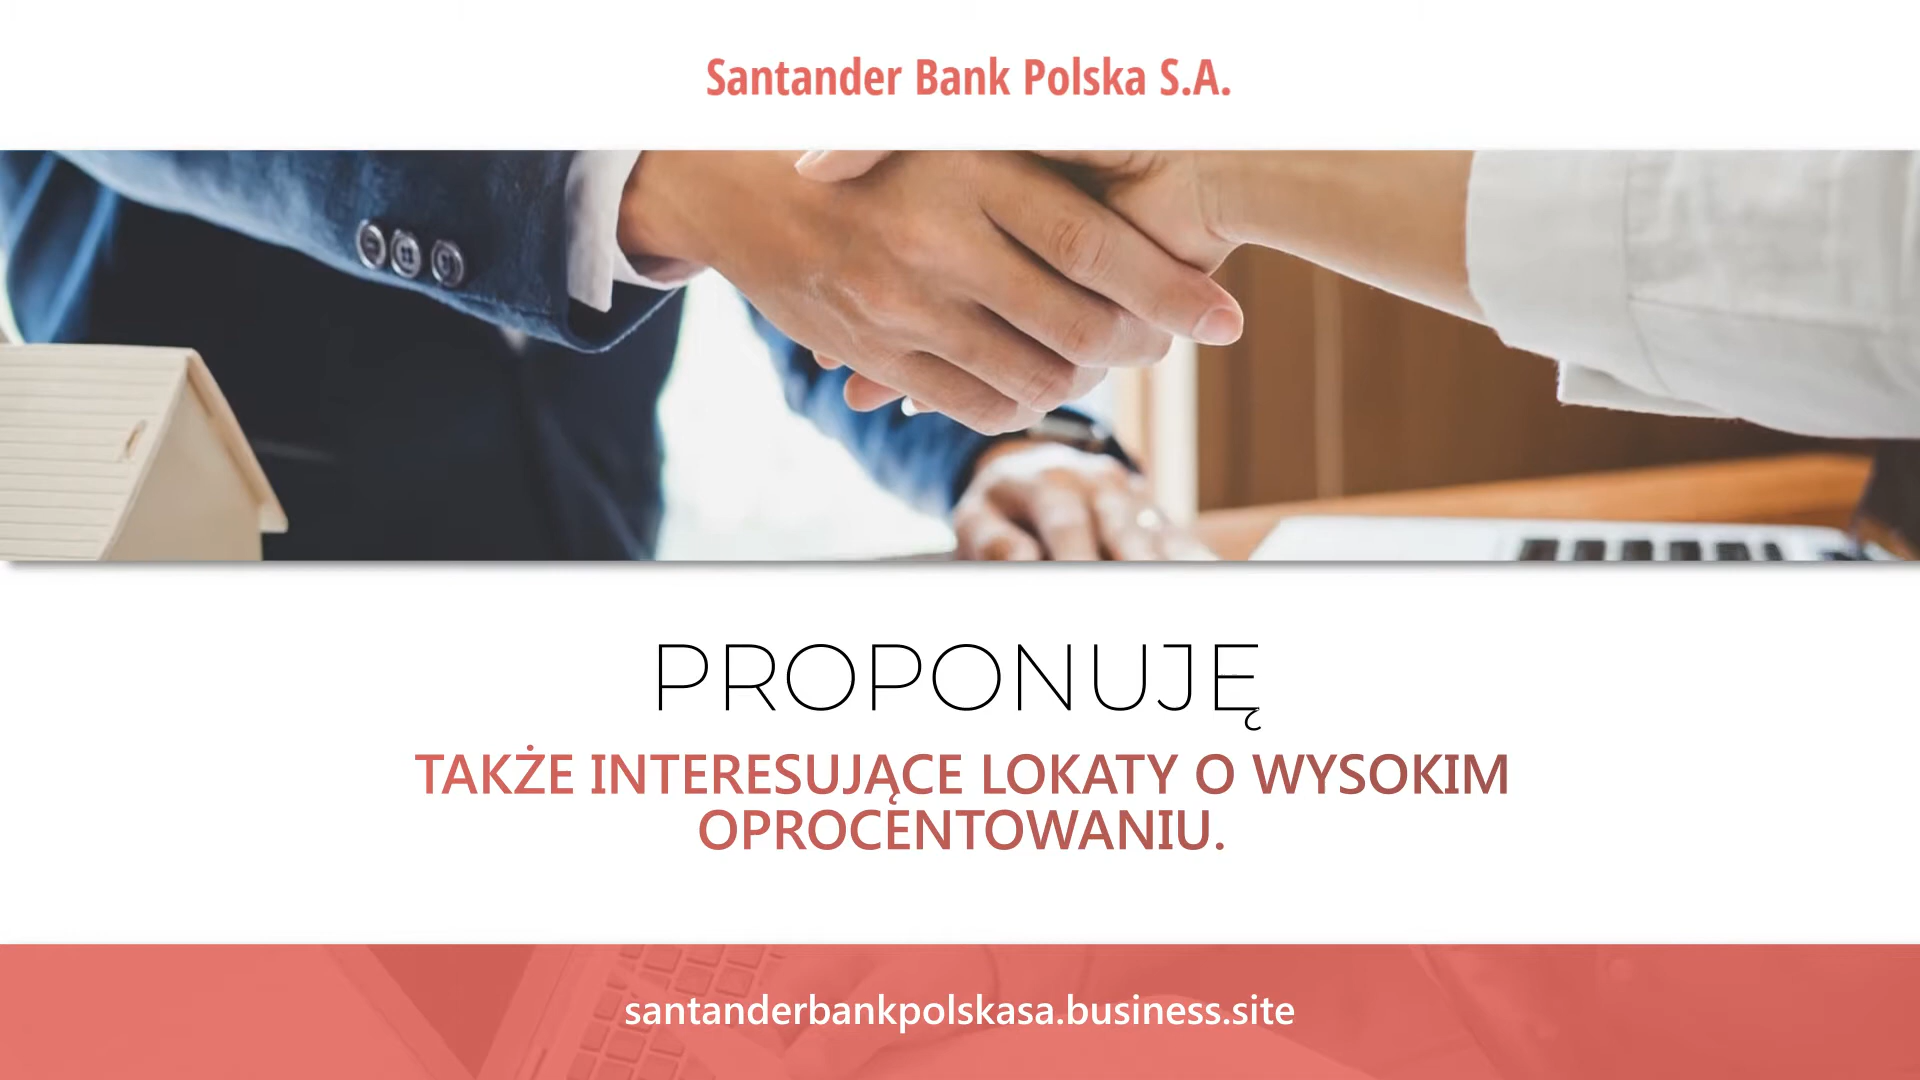 Santander Bank Polska S.A.
PROPONUJĘ
TAKŻE INTERESUJĄCE LOKATY O WYSOKIM
OPROCENTOWANIU.
santanderbankpolskasa.business.site